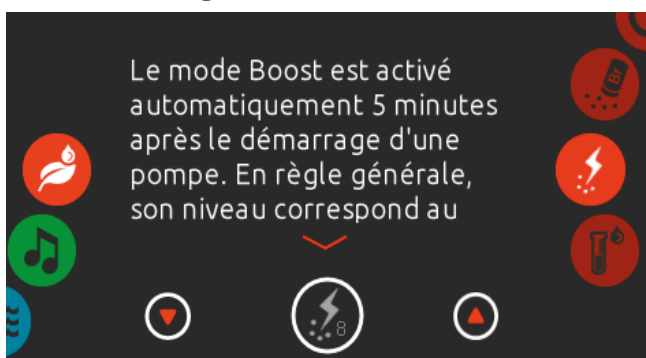 Le mode Boost est activé
automatiquement 5 minutes
après le démarrage d'une
pompe. En règle générale,
son niveau correspond au
Br
8